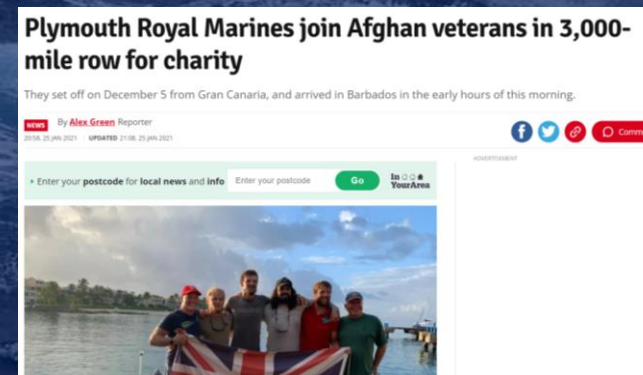 Plymouth Royal Marines join Afghan veterans in 3,000-
mile row for charity
They set off on December 5 from Gran Canaria, and arrived in Barbados in the early hours of this morning.
NEWS By Alex Green Reporter
20:58, 25 JAN 2021 UPDATED 21:08, 25 JAN 2021
Comm
ADVERTISEMENT
Enter your postcode for local news and info Enter your postcode Go
In
YourArea